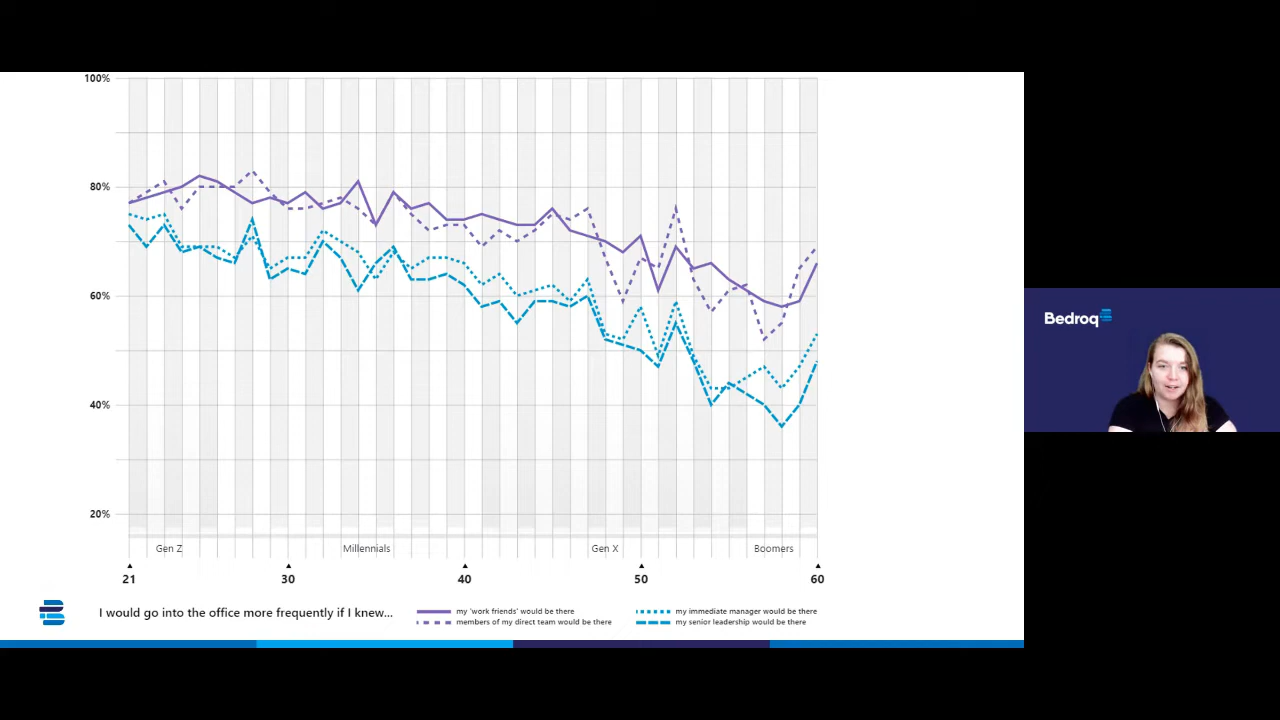 100%
80%
60%
40%
20%
Gen Z Millennials Gen X Boomers
21 30 40 50 60
I would go into the office more frequently if I knew...
my 'work friends' would be there
members of my direct team would be there
my immediate manager would be there
my senior leadership would be there
Bedroq